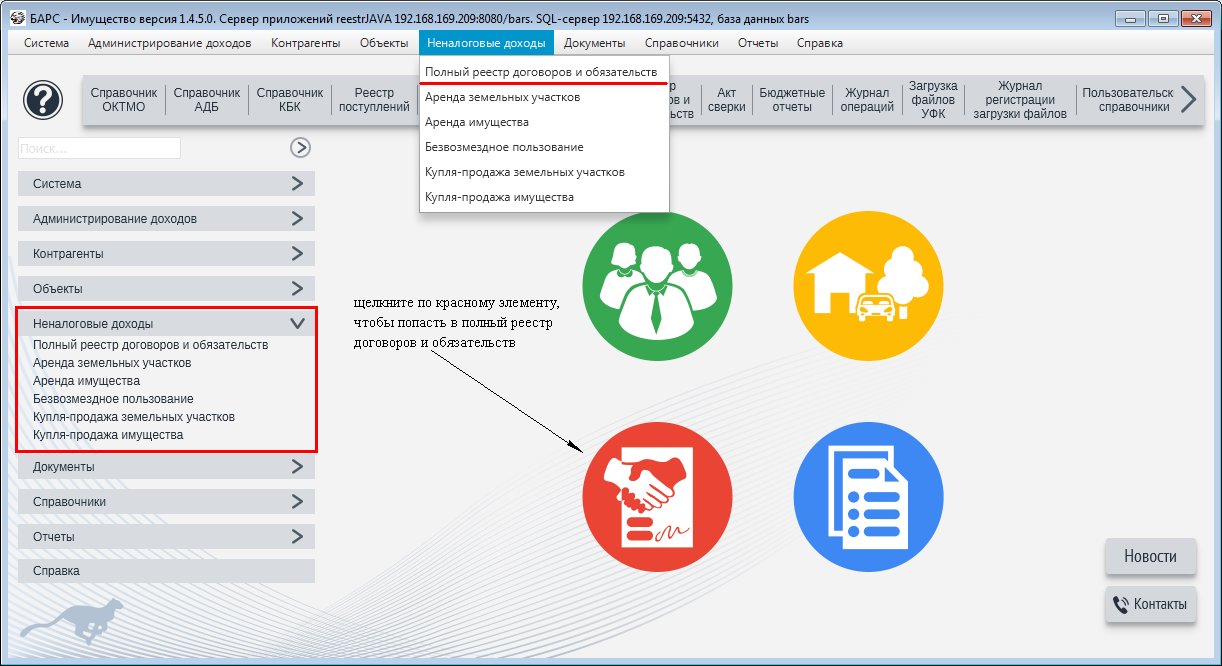 БАРС - Имущество версия 1.4.5.0. Сервер приложений reestrJAVA 192.168.169.209:8080/bars. SQL-сервер 192.168.169.209:5432, база данных bars
Система Администрирование доходов Контрагенты Объекты Неналоговые доходы Документы Справочники Отчеты Справка
Полный реестр договоров и обязательств
Аренда земельных участков
Аренда имущества
Безвозмездное пользование
Купля-продажа земельных участков
Купля-продажа имущества
Справочник
ОКТМО
Справочник
АДБ
Справочник
КБК
Реестр
поступлений
Акт
сверки
Бюджетные
отчеты
Журнал
операций
Загрузка
файлов
УФК
Журнал
регистрации
загрузки файлов
Пользовательск
справочники
Поиск...
Система
Администрирование доходов
Контрагенты
Объекты
Неналоговые доходы
Полный реестр договоров и обязательств
Аренда земельных участков
Аренда имущества
Безвозмездное пользование
Купля-продажа земельных участков
Купля-продажа имущества
Документы
Справочники
Отчеты
Справка
щелкните по красному элементу,
чтобы попасть в полный реестр
договоров и обязательств
Новости
Контакты